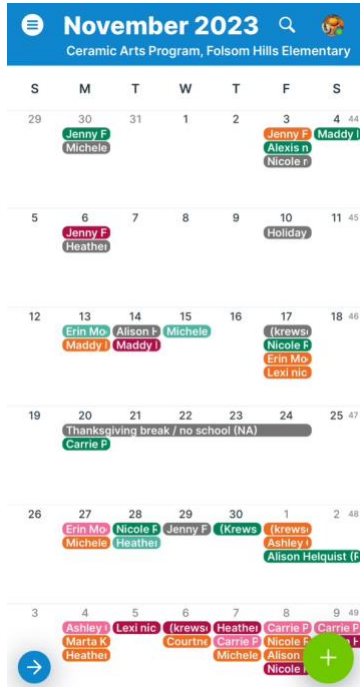 November 2023
Ceramic Arts Program, Folsom Hills Elementary
S M T W T F S
29 30 31 1 2 3 4 44
Jenny F Jenny F Maddy
Michele Alexis n
Nicole
5 6 7 8 9 10 11 45
Jenny F Holiday
Heather
12 13 14 15 16 17 18 46
Erin Mo Alison Michele (krews
Maddy Maddy Nicole
Erin Mo
Lexi nic
19 20 21 22 23 24 25 47
Thanksgiving break / no school (NA)
Carrie P
26 27 28 29 30 1 2 48
Erin Mo Nicole Jenny F (Krews (krews
Michele Heather Ashley
Alison Helquist (F
3 4 5 6 7 8 9 49
Ashley Lexi nic (krews Heather Carrie P Carrie P
Marta K Courtne Carrie P Nicole
Heather Michele Alison
Nicole